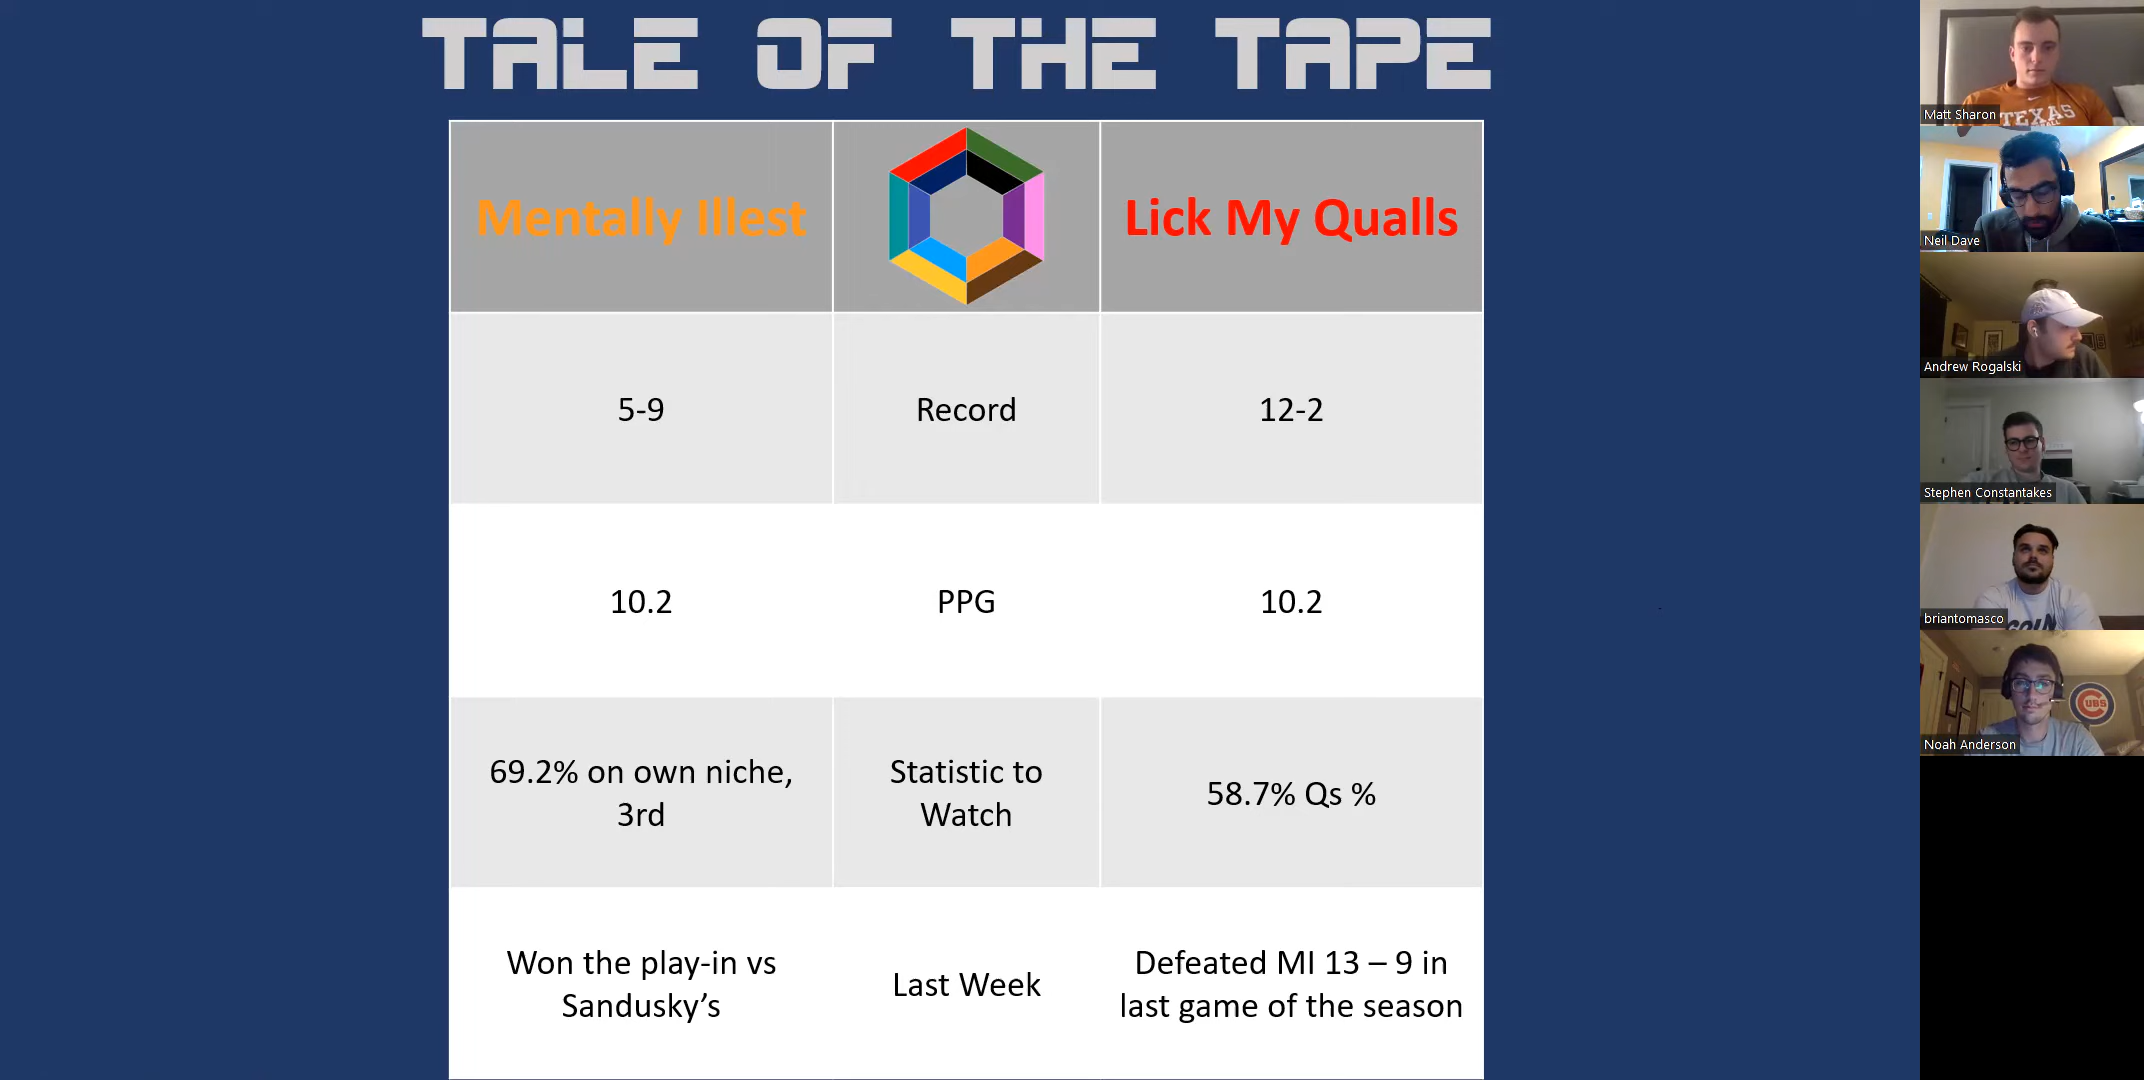 TALE OF THE TAPE
Mentally Illest
Lick My Qualls
5-9
Record
12-2
10.2
PPG
10.2
69.2% on own niche,
3rd
Statistic to
Watch
58.7% Qs %
Won the play-in vs
Sandusky’s
Last Week
Defeated MI 13 – 9 in
last game of the season
TEXAS
Matt Sharon
Neil Dave
Andrew Rogalski
Stephen Constantakes
briantomasco
CUBS
Noah Anderson